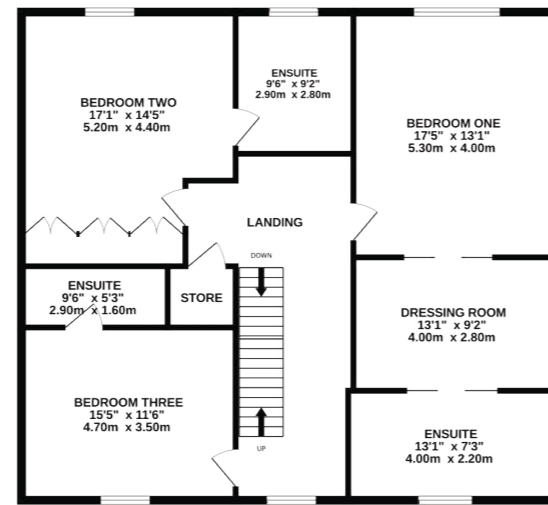 BEDROOM TWO
17'1" x 14'5"
5.20m x 4.40m
ENSUITE
9'6" x 9'2"
2.90m x 2.80m
BEDROOM ONE
17'5" x 13'1"
5.30m x 4.00m
LANDING
DOWN
ENSUITE
9'6" x 5'3"
2.90m x 1.60m
STORE
DRESSING ROOM
13'1" x 9'2"
4.00m x 2.80m
BEDROOM THREE
15'5" x 11'6"
4.70m x 3.50m
UP
ENSUITE
13'1" x 7'3"
4.00m x 2.20m